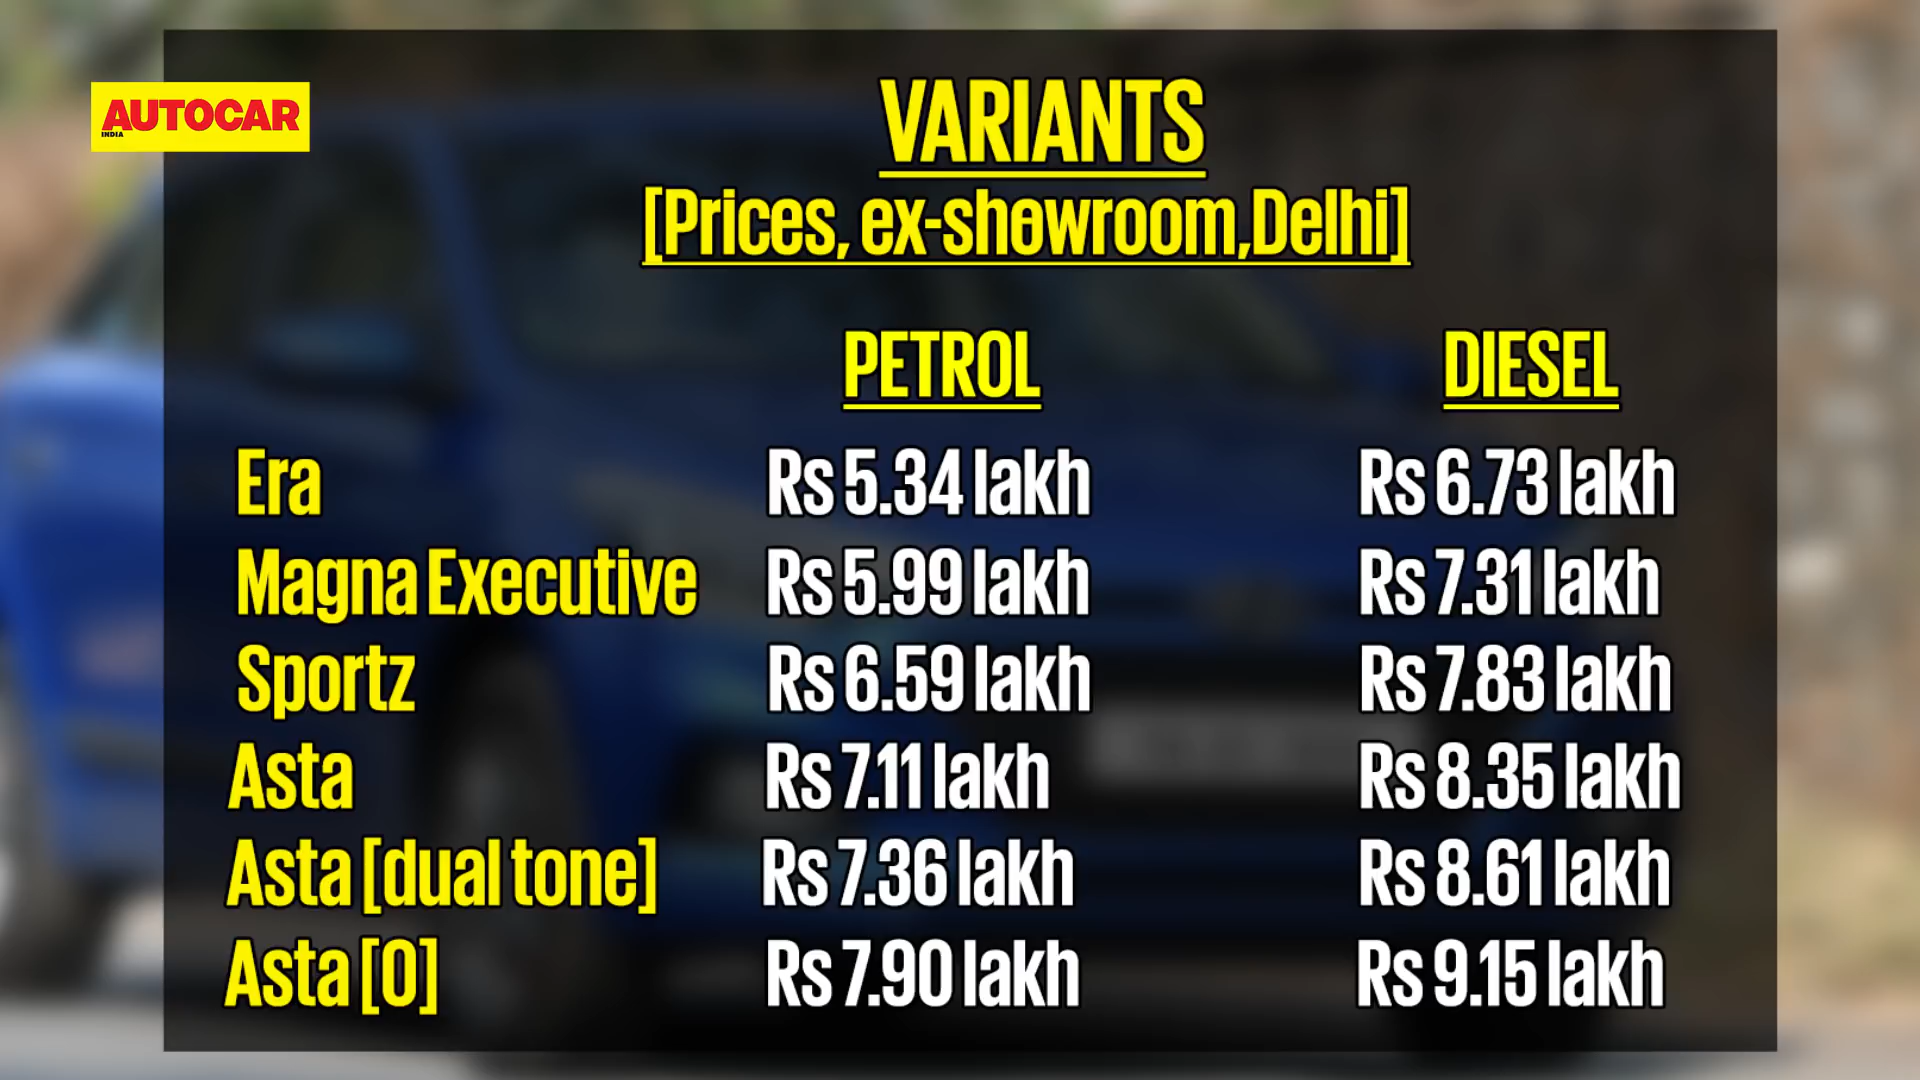 AUTOCAR
INDIA
VARIANTS
[Prices, ex-showroom,Delhi]
PETROL DIESEL
Era Rs 5.34 lakh Rs 6.73 lakh
Magna Executive Rs 5.99 lakh Rs 7.31 lakh
Sportz Rs 6.59 lakh Rs 7.83 lakh
Asta Rs 7.11 lakh Rs 8.35 lakh
Asta [dual tone] Rs 7.36 lakh Rs 8.61 lakh
Asta [O] Rs 7.90 lakh Rs 9.15 lakh